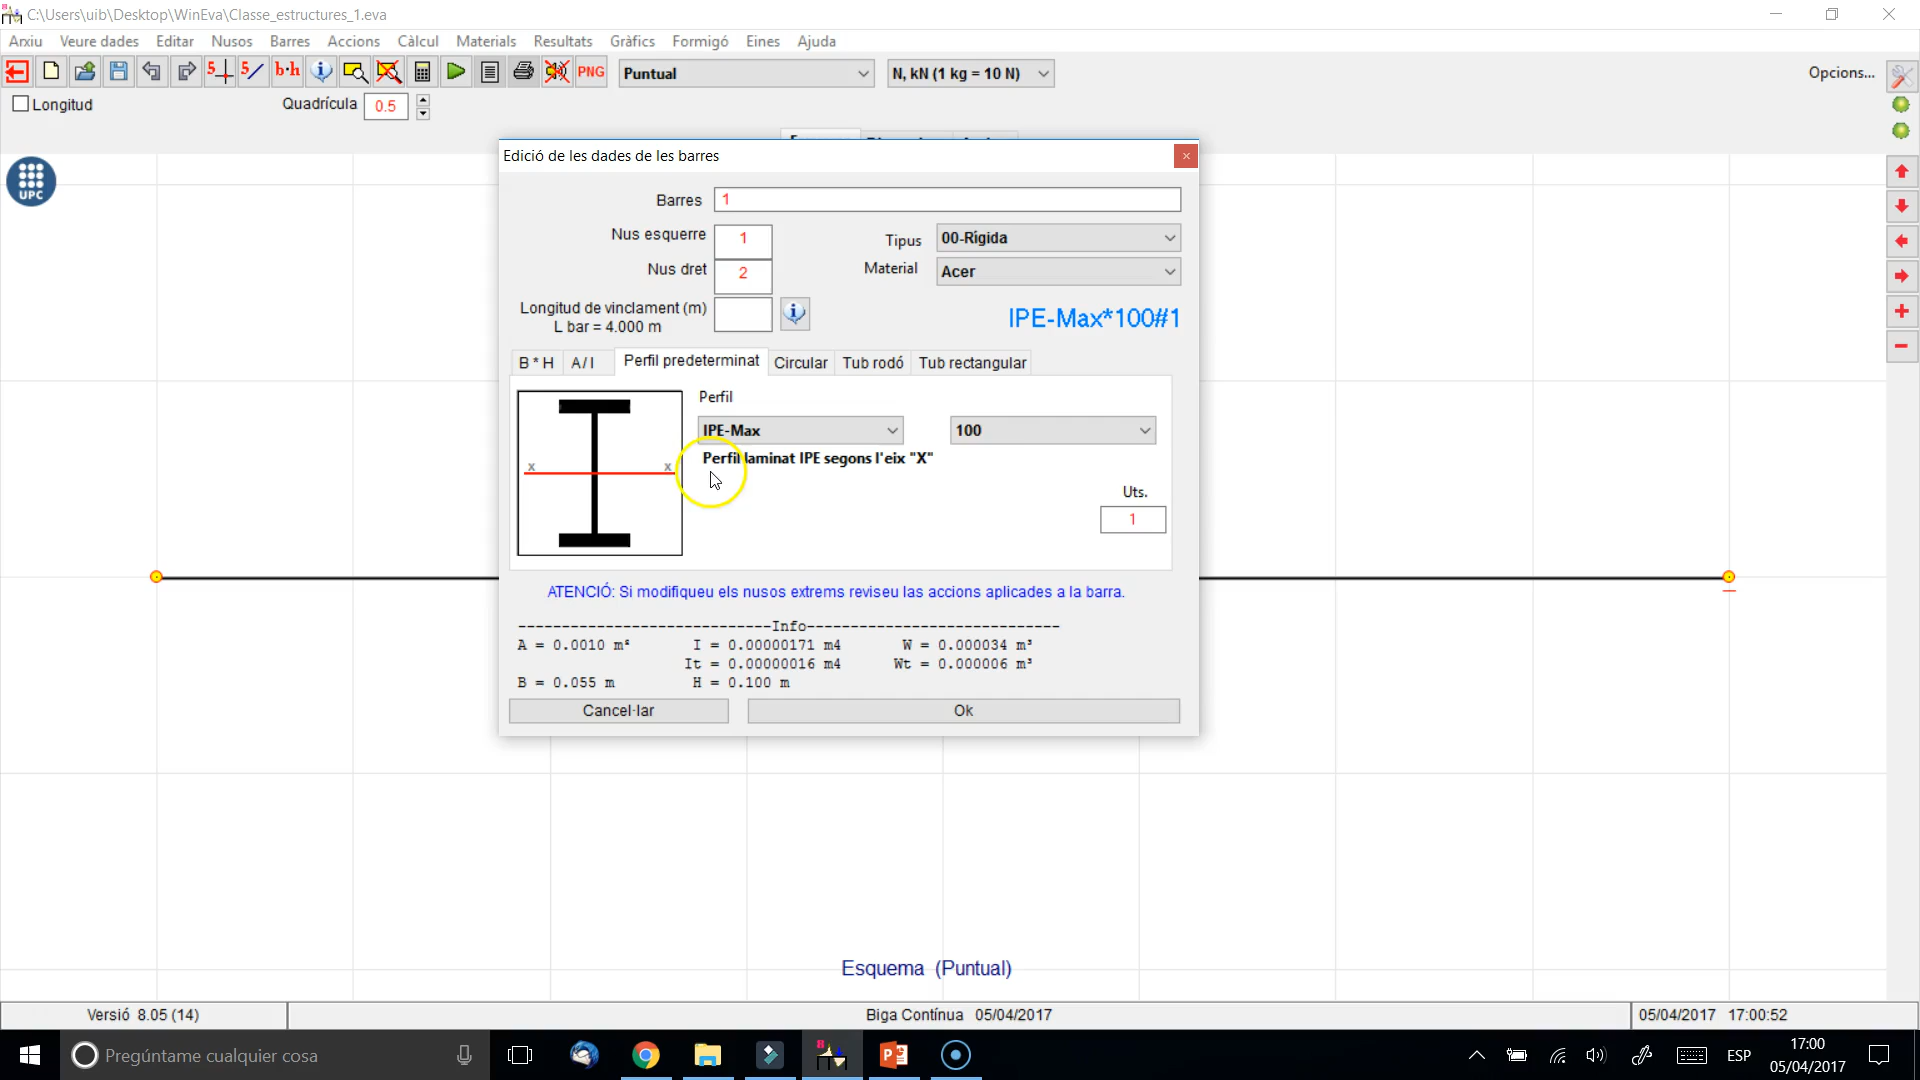 C:\Users\uib\Desktop\WinEva\Classe_estructures_1.eva
Arxiu Veure dades Editar Nusos Barres Accions Càlcul Materials Resultats Gràfics Formigó Eines Ajuda
5 5 b·h PNG Puntual N, kN (1 kg = 10 N) Opcions...
Longitud Quadrícula 0.5
UPC
Edició de les dades de les barres
Barres 1
Nus esquerre 1 Tipus 00-Rígida
Nus dret 2 Material Acer
Longitud de vinclament (m)
L bar = 4.000 m
IPE-Max*100#1
B * H A / I Perfil predeterminat Circular Tub rodó Tub rectangular
Perfil
IPE-Max 100
Perfil laminat IPE segons l'eix "X"
x x
Uts.
1
ATENCIÓ: Si modifiqueu els nusos extrems reviseu las accions aplicades a la barra.
-----------------------------Info-----------------------------
A = 0.0010 m² I = 0.00000171 m4 W = 0.000034 m³
It = 0.00000016 m4 Wt = 0.000006 m³
B = 0.055 m H = 0.100 m
Cancel·lar Ok
Esquema (Puntual)
Versió 8.05 (14) Biga Contínua 05/04/2017 05/04/2017 17:00:52
Pregúntame cualquier cosa ESP 17:00
05/04/2017